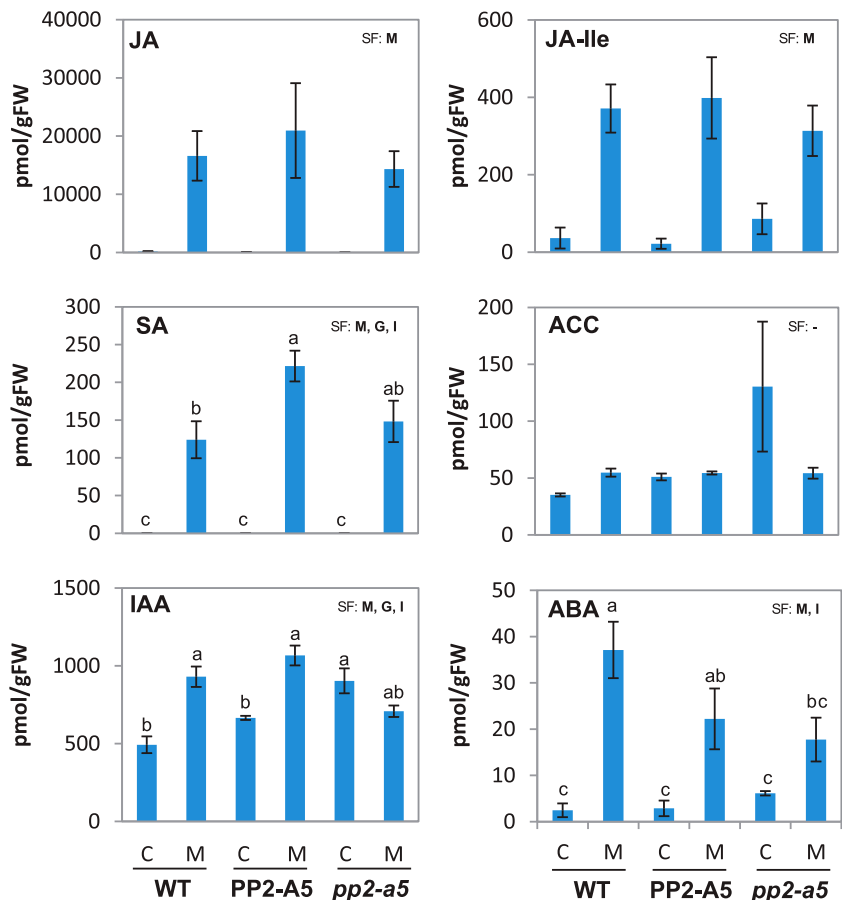 JA
SF: M
40000
30000
20000
10000
0
pmol/gFW
JA-Ile
SF: M
600
400
200
0
pmol/gFW
SA
SF: M, G, I
300
250
200
150
100
50
0
pmol/gFW
c
b
c
a
c
ab
ACC
SF: -
200
150
100
50
0
pmol/gFW
IAA
SF: M, G, I
1500
1000
500
0
pmol/gFW
b
a
b
a
a
ab
C M C M C M
WT PP2-A5 pp2-a5
ABA
SF: M, I
50
40
30
20
10
0
pmol/gFW
c
a
c
ab
c
bc
C M C M C M
WT PP2-A5 pp2-a5